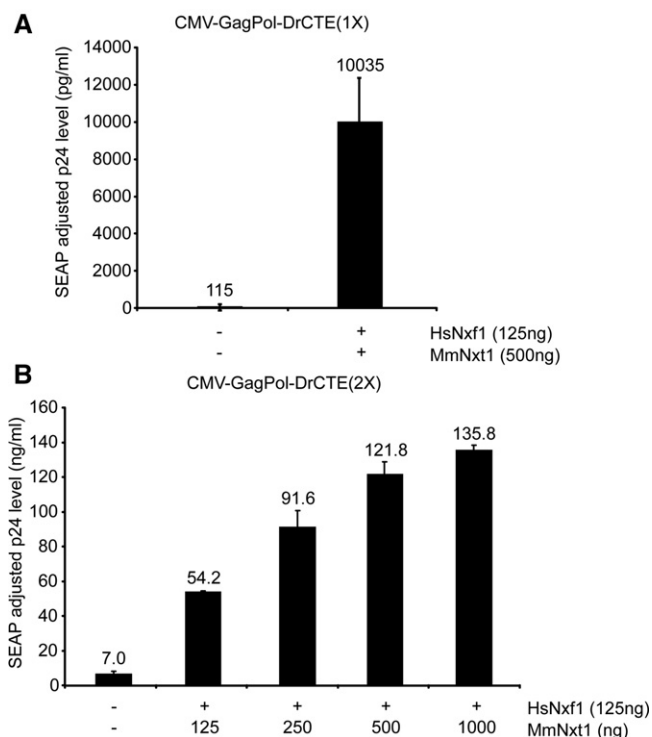 A
CMV-GagPol-DrCTE(1X)
SEAP adjusted p24 level (pg/ml)
14000
12000
10000
8000
6000
4000
2000
0
115
10035
- + HsNxf1 (125ng)
- + MmNxt1 (500ng)
B
CMV-GagPol-DrCTE(2X)
SEAP adjusted p24 level (ng/ml)
160
140
120
100
80
60
40
20
0
7.0
54.2
91.6
121.8
135.8
- + + + + HsNxf1 (125ng)
- 125 250 500 1000 MmNxt1 (ng)